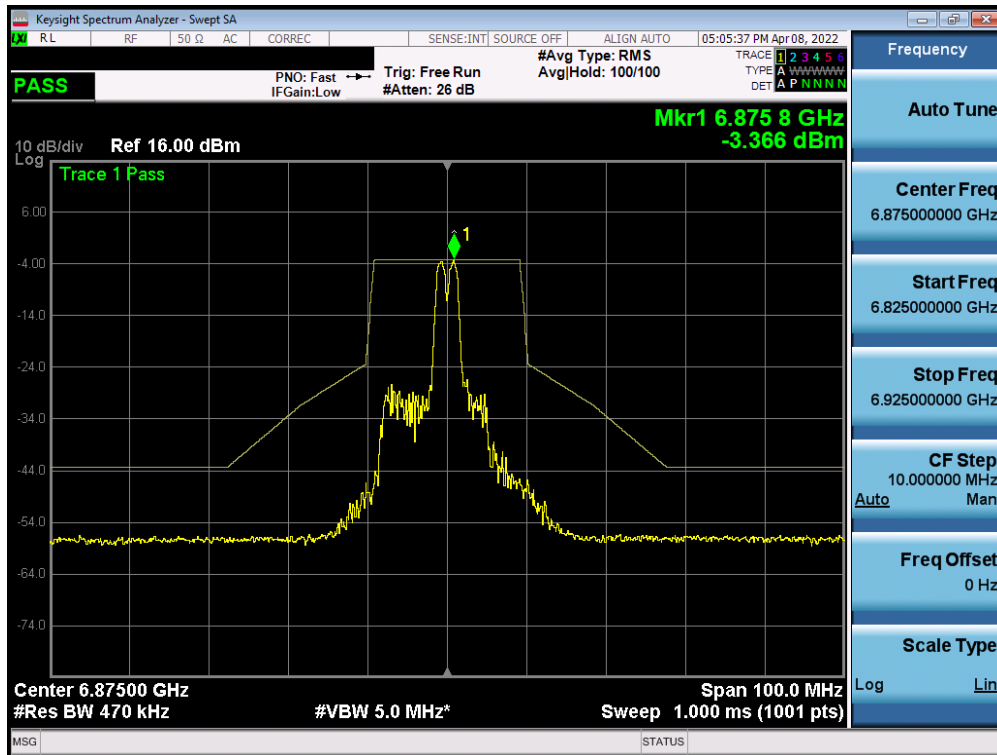 Keysight Spectrum Analyzer - Swept SA
LXI RL RF 50 Ω AC CORREC SENSE:INT SOURCE OFF ALIGN AUTO 05:05:37 PM Apr 08, 2022
PASS
PNO: Fast
IFGain:Low
Trig: Free Run
#Atten: 26 dB
#Avg Type: RMS
Avg|Hold: 100/100
TRACE 1 2 3 4 5 6
TYPE A WWWWW
DET A P N N N N
Mkr1 6.875 8 GHz
-3.366 dBm
10 dB/div Ref 16.00 dBm
Log
Trace 1 Pass
1
6.00
-4.00
-14.0
-24.0
-34.0
-44.0
-54.0
-64.0
-74.0
Center 6.87500 GHz Span 100.0 MHz
#Res BW 470 kHz #VBW 5.0 MHz* Sweep 1.000 ms (1001 pts)
MSG STATUS
Frequency
Auto Tune
Center Freq
6.875000000 GHz
Start Freq
6.825000000 GHz
Stop Freq
6.925000000 GHz
CF Step
10.000000 MHz
Auto Man
Freq Offset
0 Hz
Scale Type
Log Lin